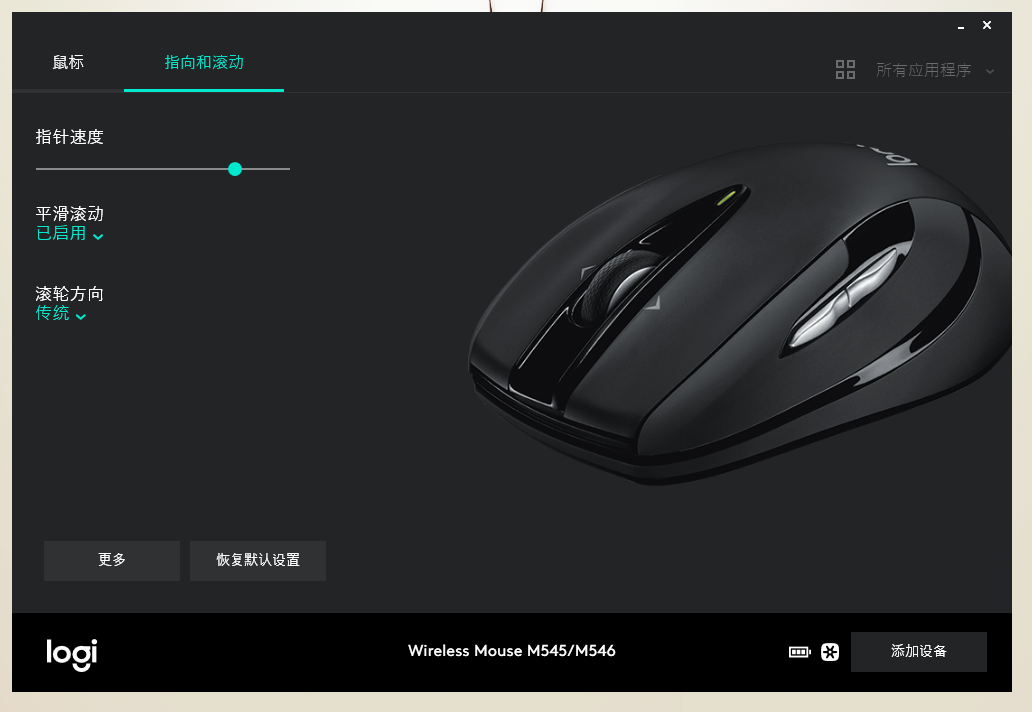 鼠标
指向和滚动
所有应用程序
指针速度
平滑滚动
已启用
滚轮方向
传统
logi
更多
恢复默认设置
logi
Wireless Mouse M545/M546
添加设备